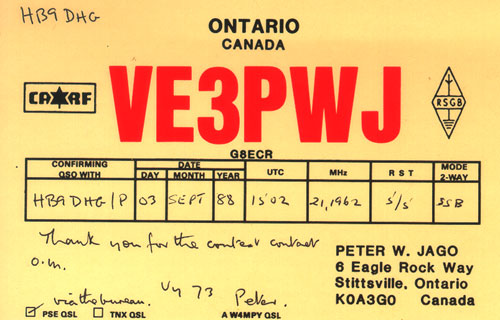 HB9DHG
ONTARIO
CANADA
CARF
VE3PWJ
RSGB
G8ECR
CONFIRMING QSO WITH DATE DAY MONTH YEAR UTC MHz R S T MODE 2-WAY
HB9DHG/P 03 SEPT 88 1502 21,1962 5/5 SSB
Thank you for the contest contact
o.m.
via the bureau. Vy 73 Peter.
PETER W. JAGO
6 Eagle Rock Way
Stittsville, Ontario
K0A3G0 Canada
PSE QSL TNX QSL A W4MPY QSL